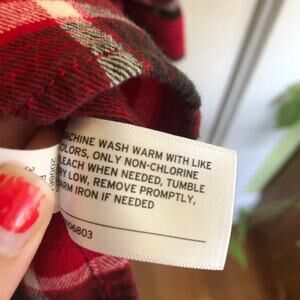 MACHINE WASH WARM WITH LIKE
COLORS, ONLY NON-CHLORINE
BLEACH WHEN NEEDED, TUMBLE
DRY LOW, REMOVE PROMPTLY,
WARM IRON IF NEEDED
06803